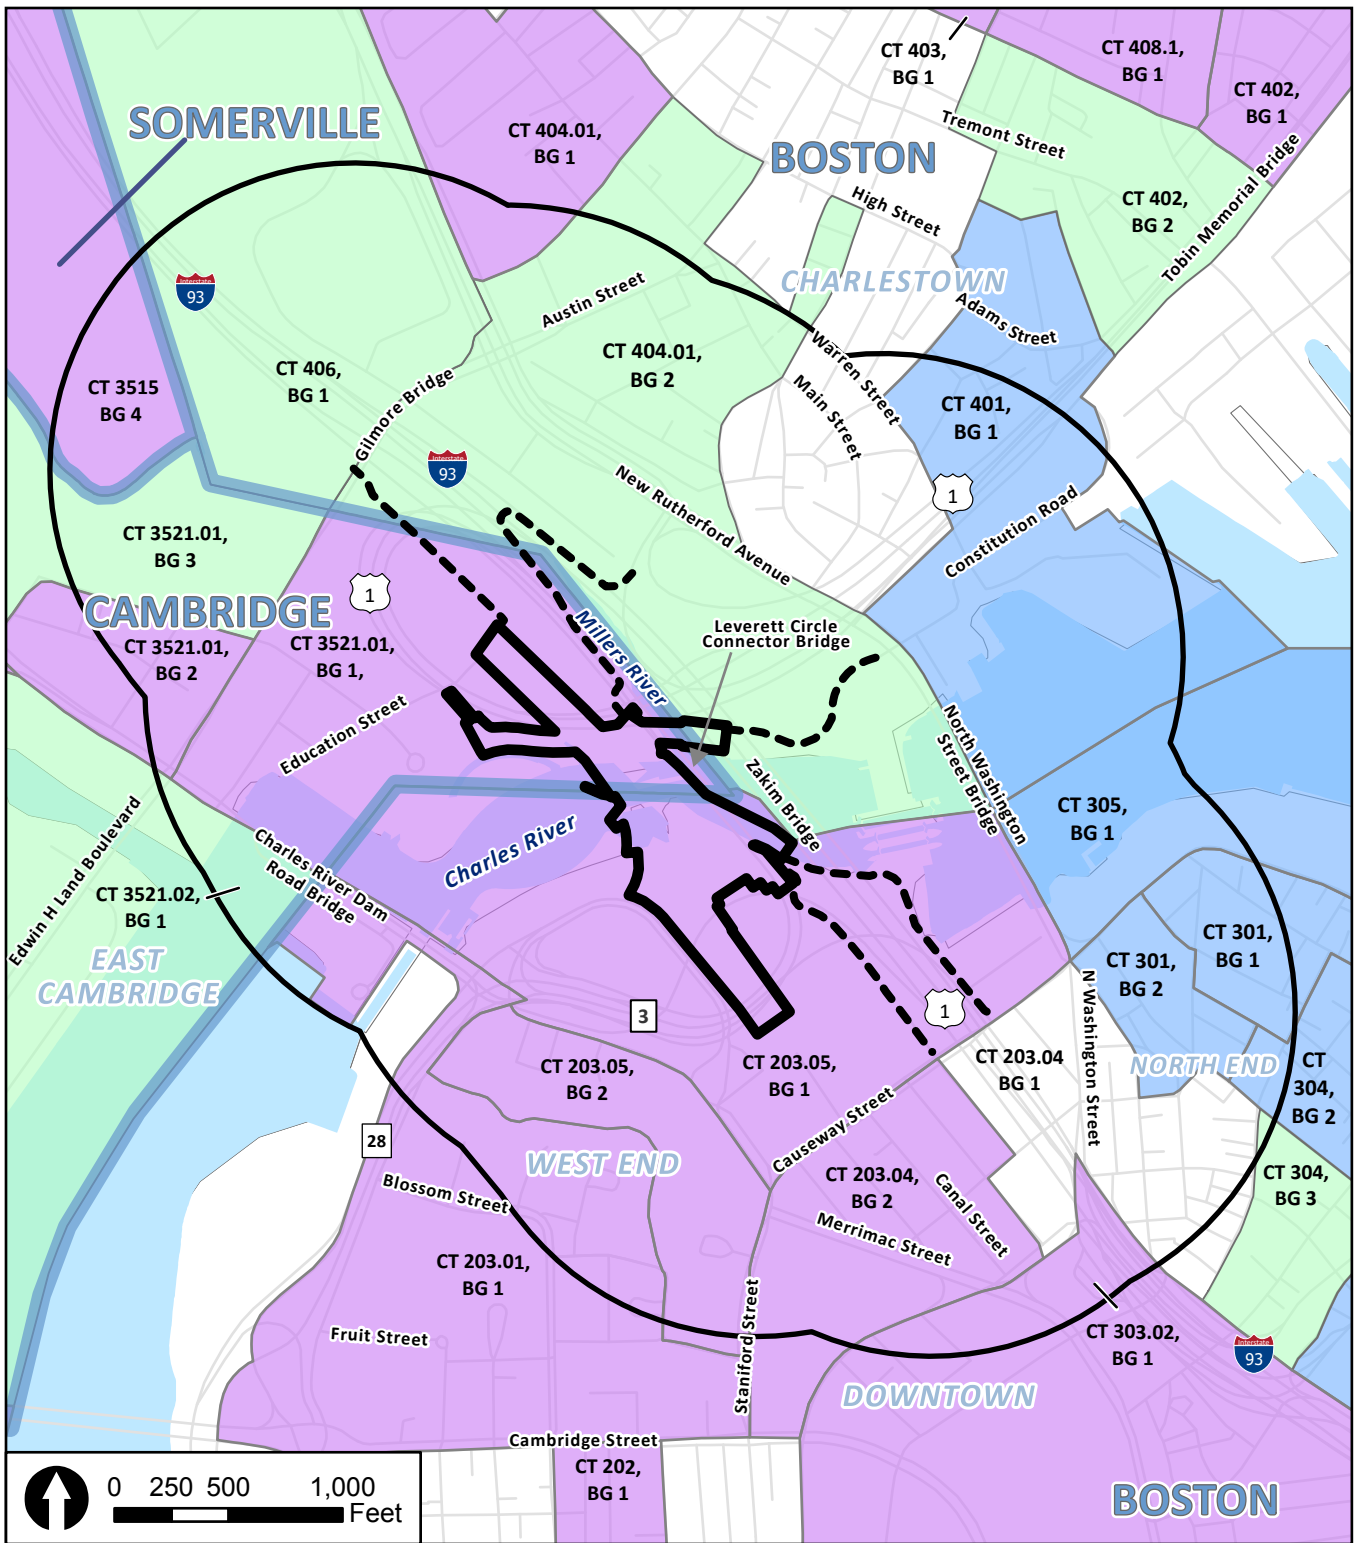 CT 403,
BG 1
CT 408.1,
BG 1
CT 402,
BG 1
SOMERVILLE
CT 404.01,
BG 1
BOSTON
Tremont Street
High Street
CT 402,
BG 2
Tobin Memorial Bridge
CHARLESTOWN
Interstate
93
Austin Street
Adams Street
CT 404.01,
BG 2
Warren Street
Main Street
CT 406,
BG 1
CT 3515
BG 4
Gilmore Bridge
CT 401,
BG 1
Interstate
93
1
New Rutherford Avenue
Constitution Road
CT 3521.01,
BG 3
1
CAMBRIDGE
CT 3521.01,
BG 2
CT 3521.01,
BG 1,
Millers River
Leverett Circle
Connector Bridge
Education Street
North Washington
Street Bridge
Zakim Bridge
CT 305,
BG 1
Edwin H Land Boulevard
Charles River Dam
Road Bridge
Charles River
CT 3521.02,
BG 1
EAST
CAMBRIDGE
CT 301,
BG 1
CT 301,
BG 2
N Washington Street
3
1
CT 203.05,
BG 2
CT 203.05,
BG 1
CT 203.04
BG 1
NORTH END
CT
304,
BG 2
28
Causeway Street
WEST END
Blossom Street
CT 203.04,
BG 2
Canal Street
Merrimac Street
CT 304,
BG 3
CT 203.01,
BG 1
Fruit Street
Staniford Street
CT 303.02,
BG 1
Interstate
93
DOWNTOWN
Cambridge Street
CT 202,
BG 1
BOSTON
0 250 500 1,000
Feet